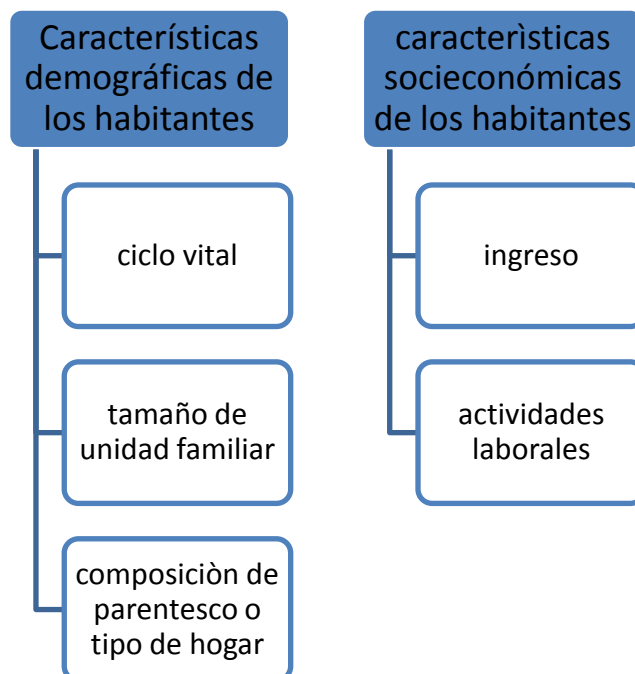 Características
demográficas de
los habitantes
ciclo vital
tamaño de
unidad familiar
composiciòn de
parentesco o
tipo de hogar
caracterìsticas
socieconómicas
de los habitantes
ingreso
actividades
laborales